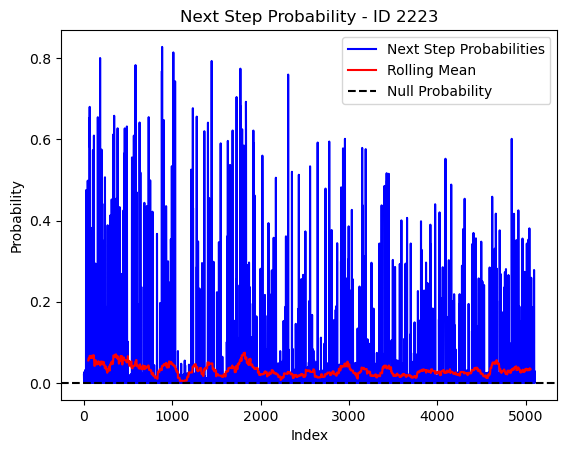 Next Step Probability - ID 2223
Next Step Probabilities
Rolling Mean
Null Probability
Probability
0.8
0.6
0.4
0.2
0.0
0
1000
2000
3000
4000
5000
Index